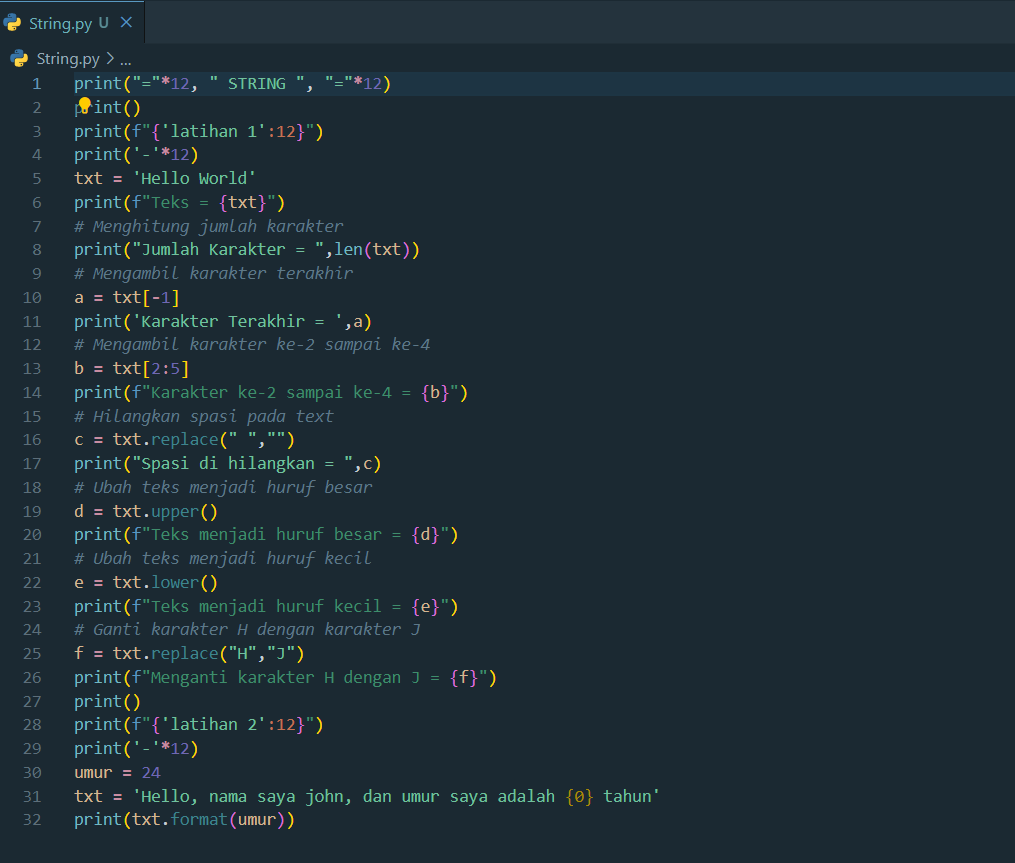 String.py U ×
String.py > ...
1 print("="*12, " STRING ", "="*12)
2 print()
3 print(f"{'latihan 1':12}")
4 print('-'*12)
5 txt = 'Hello World'
6 print(f"Teks = {txt}")
7 # Menghitung jumlah karakter
8 print("Jumlah Karakter = ",len(txt))
9 # Mengambil karakter terakhir
10 a = txt[-1]
11 print('Karakter Terakhir = ',a)
12 # Mengambil karakter ke-2 sampai ke-4
13 b = txt[2:5]
14 print(f"Karakter ke-2 sampai ke-4 = {b}")
15 # Hilangkan spasi pada text
16 c = txt.replace(" ","")
17 print("Spasi di hilangkan = ",c)
18 # Ubah teks menjadi huruf besar
19 d = txt.upper()
20 print(f"Teks menjadi huruf besar = {d}")
21 # Ubah teks menjadi huruf kecil
22 e = txt.lower()
23 print(f"Teks menjadi huruf kecil = {e}")
24 # Ganti karakter H dengan karakter J
25 f = txt.replace("H","J")
26 print(f"Menganti karakter H dengan J = {f}")
27 print()
28 print(f"{'latihan 2':12}")
29 print('-'*12)
30 umur = 24
31 txt = 'Hello, nama saya john, dan umur saya adalah {0} tahun'
32 print(txt.format(umur))